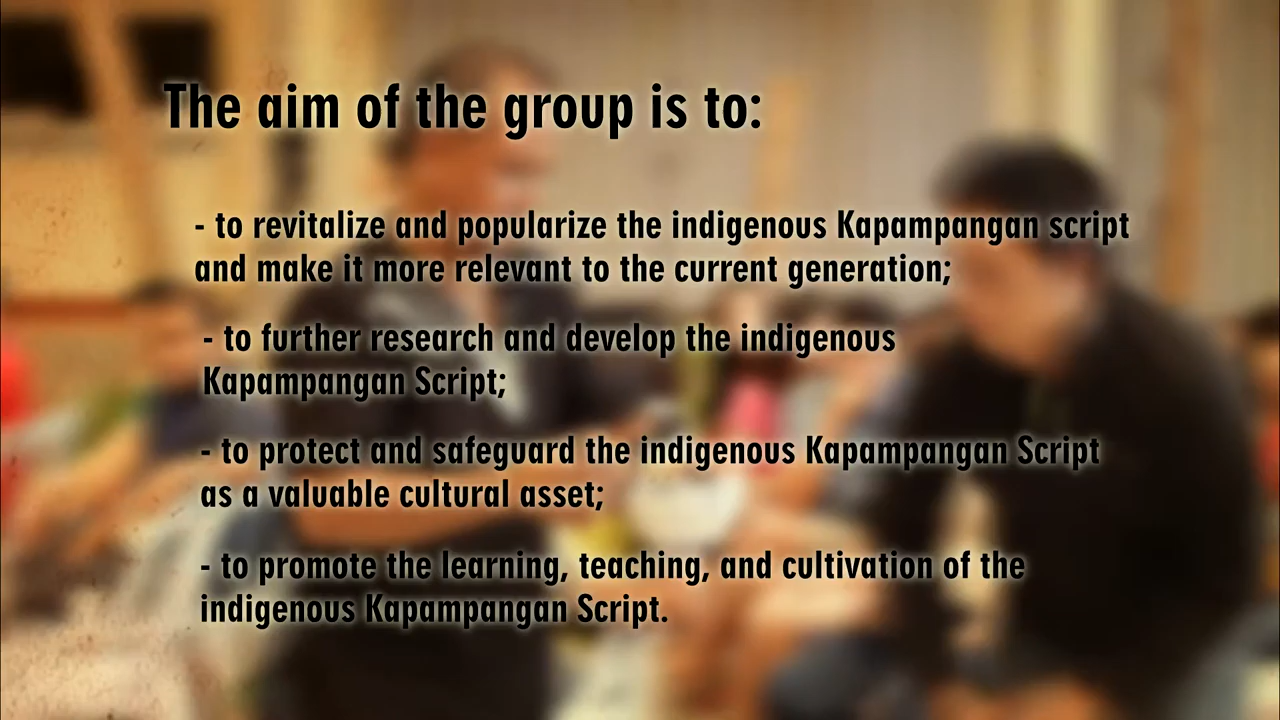 The aim of the group is to:
- to revitalize and popularize the indigenous Kapampangan script
and make it more relevant to the current generation;
- to further research and develop the indigenous
Kapampangan Script;
- to protect and safeguard the indigenous Kapampangan Script
as a valuable cultural asset;
- to promote the learning, teaching, and cultivation of the
indigenous Kapampangan Script.